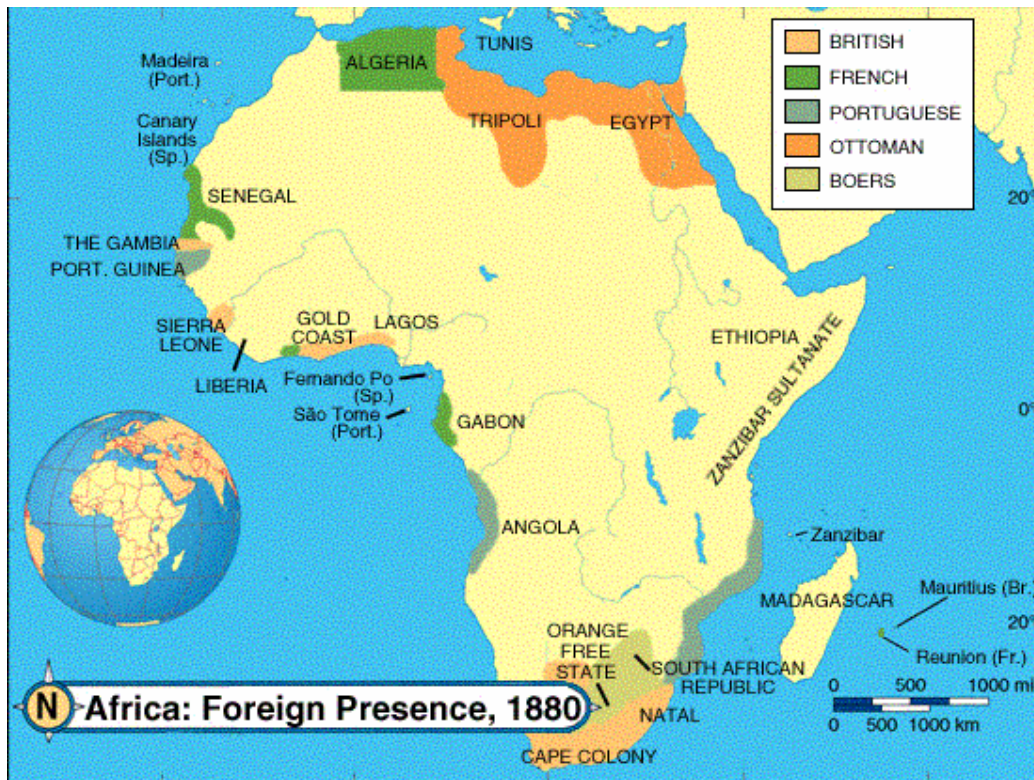 BRITISH
FRENCH
PORTUGUESE
OTTOMAN
BOERS
TUNIS
ALGERIA
Madeira
(Port.)
Canary
Islands
(Sp.)
TRIPOLI
EGYPT
SENEGAL
20°
THE GAMBIA
PORT. GUINEA
SIERRA
LEONE
LIBERIA
GOLD
COAST
LAGOS
Fernando Po
(Sp.)
São Tome
(Port.)
GABON
ETHIOPIA
ZANZIBAR SULTANATE
0°
ANGOLA
Zanzibar
MADAGASCAR
Mauritius (Br.)
20°
Reunion (Fr.)
ORANGE
FREE
STATE
SOUTH AFRICAN
REPUBLIC
NATAL
CAPE COLONY
0 500 1000 mi
0 500 1000 km
N
Africa: Foreign Presence, 1880